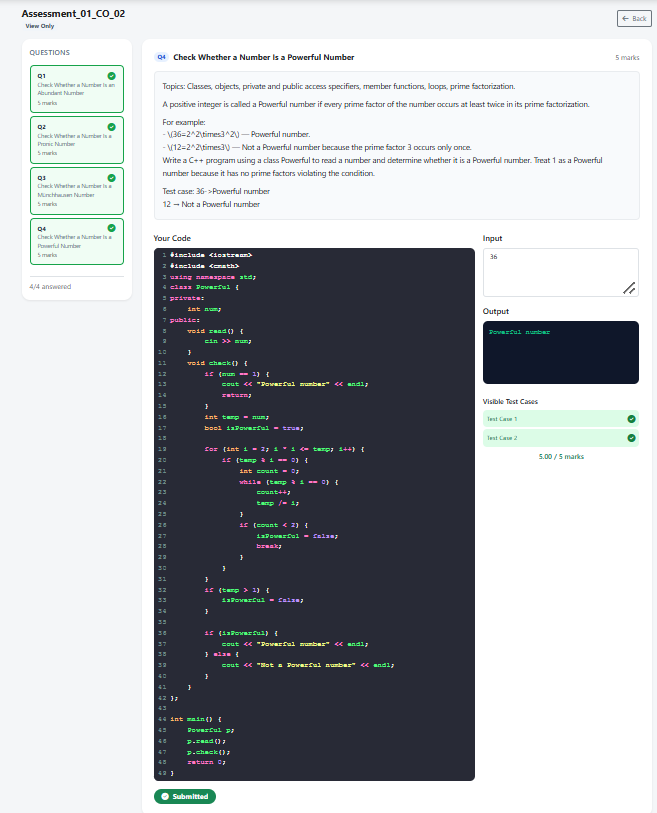 Assessment_01_CO_02
View Only
← Back
QUESTIONS
Q1
Check Whether a Number Is an
Abundant Number
5 marks
Q2
Check Whether a Number Is a
Pronic Number
5 marks
Q3
Check Whether a Number Is a
Münchhausen Number
5 marks
Q4
Check Whether a Number Is a
Powerful Number
5 marks
4/4 answered
Q4 Check Whether a Number Is a Powerful Number
5 marks
Topics: Classes, objects, private and public access specifiers, member functions, loops, prime factorization.
A positive integer is called a Powerful number if every prime factor of the number occurs at least twice in its prime factorization.
For example:
- \(36=2^2\times3^2\) — Powerful number.
- \(12=2^2\times3\) — Not a Powerful number because the prime factor 3 occurs only once.
Write a C++ program using a class Powerful to read a number and determine whether it is a Powerful number. Treat 1 as a Powerful
number because it has no prime factors violating the condition.
Test case: 36->Powerful number
12 → Not a Powerful number
Your Code
1 #include <iostream>
2 #include <cmath>
3 using namespace std;
4 class Powerful {
5 private:
6     int num;
7 public:
8     void read() {
9         cin >> num;
10     }
11     void check() {
12         if (num == 1) {
13             cout << "Powerful number" << endl;
14             return;
15         }
16         int temp = num;
17         bool isPowerful = true;
18
19         for (int i = 2; i * i <= temp; i++) {
20             if (temp % i == 0) {
21                 int count = 0;
22                 while (temp % i == 0) {
23                     count++;
24                     temp /= i;
25                 }
26                 if (count < 2) {
27                     isPowerful = false;
28                     break;
29                 }
30             }
31         }
32         if (temp > 1) {
33             isPowerful = false;
34         }
35
36         if (isPowerful) {
37             cout << "Powerful number" << endl;
38         } else {
39             cout << "Not a Powerful number" << endl;
40         }
41     }
42 };
43
44 int main() {
45     Powerful p;
46     p.read();
47     p.check();
48     return 0;
49 }
Submitted
Input
36
Output
Powerful number
Visible Test Cases
Test Case 1
Test Case 2
5.00 / 5 marks